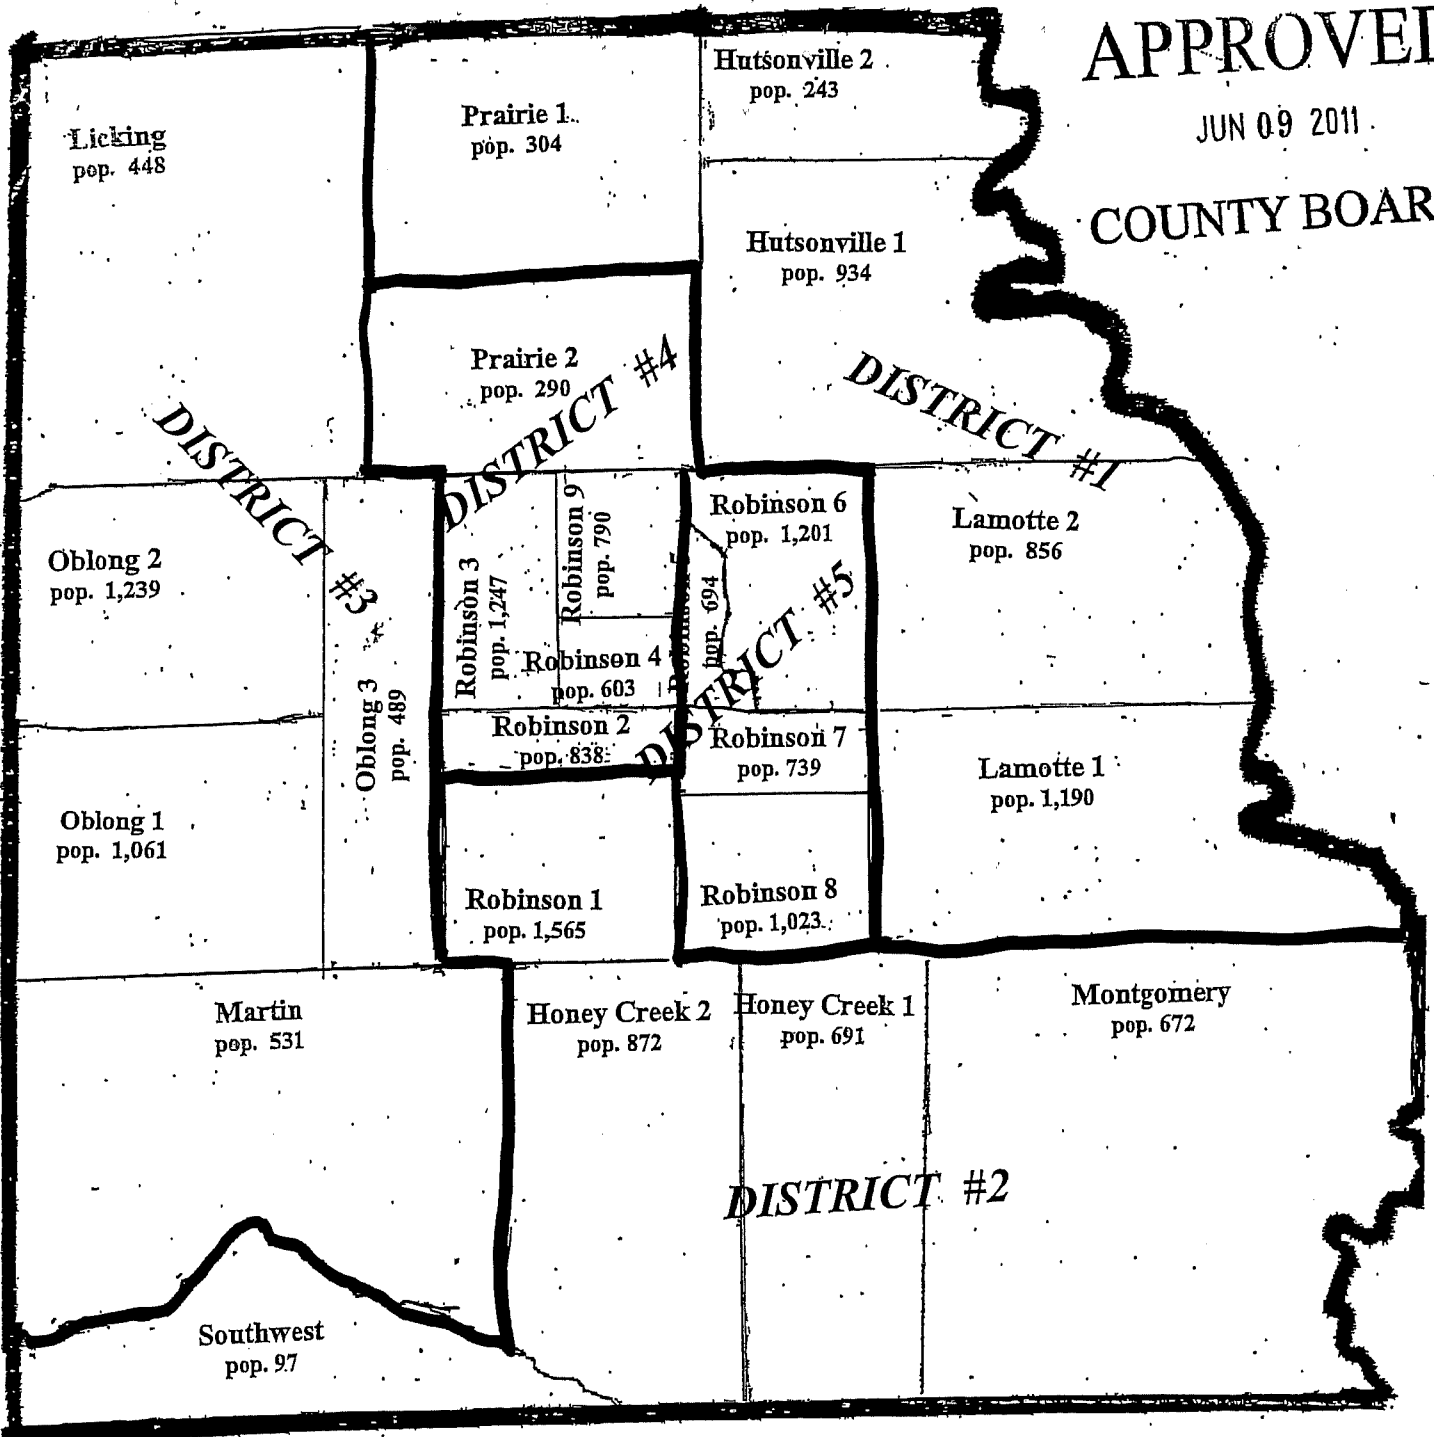 APPROVED
JUN 09 2011
COUNTY BOAR
Hutsonville 2
pop. 243
Prairie 1
pop. 304
Licking
pop. 448
Hutsonville 1
pop. 934
Prairie 2
pop. 290
DISTRICT #4
DISTRICT #1
DISTRICT #3
Oblong 2
pop. 1,239
Robinson 3
pop. 1,247
Robinson 9
pop. 790
Robinson 6
pop. 1,201
Lamotte 2
pop. 856
pop. 694
DISTRICT #5
Robinson 4
pop. 603
Oblong 3
pop. 489
Robinson 2
pop. 838
Robinson 7
pop. 739
Lamotte 1
pop. 1,190
Oblong 1
pop. 1,061
Robinson 1
pop. 1,565
Robinson 8
pop. 1,023
Martin
pop. 531
Honey Creek 2
pop. 872
Honey Creek 1
pop. 691
Montgomery
pop. 672
DISTRICT #2
Southwest
pop. 97